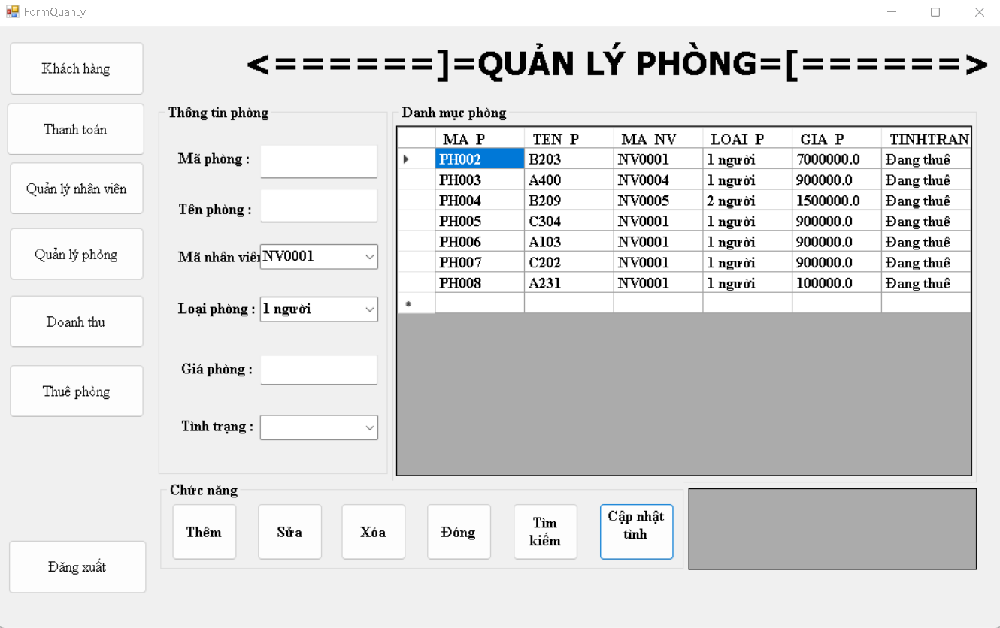 FormQuanLy
<======]=QUẢN LÝ PHÒNG=[======>
Khách hàng
Thanh toán
Quản lý nhân viên
Quản lý phòng
Doanh thu
Thuê phòng
Đăng xuất
Thông tin phòng
Mã phòng :
Tên phòng :
Mã nhân viên NV0001
Loại phòng : 1 người
Giá phòng :
Tình trạng :
Danh mục phòng
MA_P TEN_P MA_NV LOAI_P GIA_P TINHTRAN
PH002 B203 NV0001 1 người 7000000.0 Đang thuê
PH003 A400 NV0004 1 người 900000.0 Đang thuê
PH004 B209 NV0005 2 người 1500000.0 Đang thuê
PH005 C304 NV0001 1 người 900000.0 Đang thuê
PH006 A103 NV0001 1 người 900000.0 Đang thuê
PH007 C202 NV0001 1 người 900000.0 Đang thuê
PH008 A231 NV0001 1 người 100000.0 Đang thuê
Chức năng
Thêm
Sửa
Xóa
Đóng
Tìm
kiếm
Cập nhật
tình